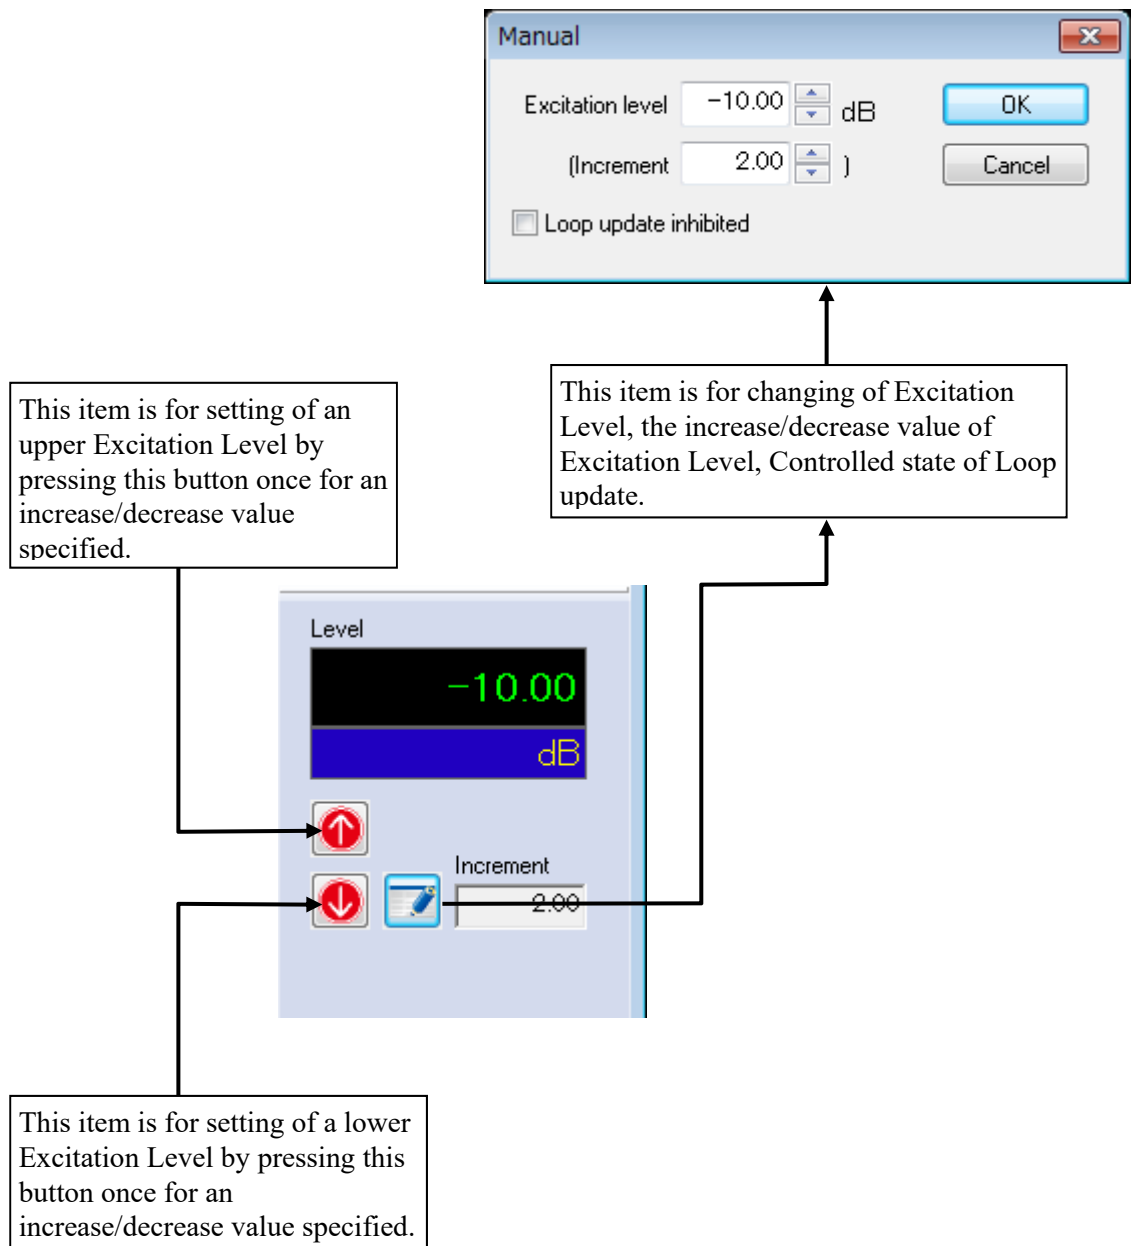 Manual
Excitation level -10.00 dB OK
(Increment 2.00 ) Cancel
Loop update inhibited
This item is for changing of Excitation
Level, the increase/decrease value of
Excitation Level, Controlled state of Loop
update.
This item is for setting of an
upper Excitation Level by
pressing this button once for an
increase/decrease value
specified.
Level
-10.00
dB
Increment
2.00
This item is for setting of a lower
Excitation Level by pressing this
button once for an
increase/decrease value specified.